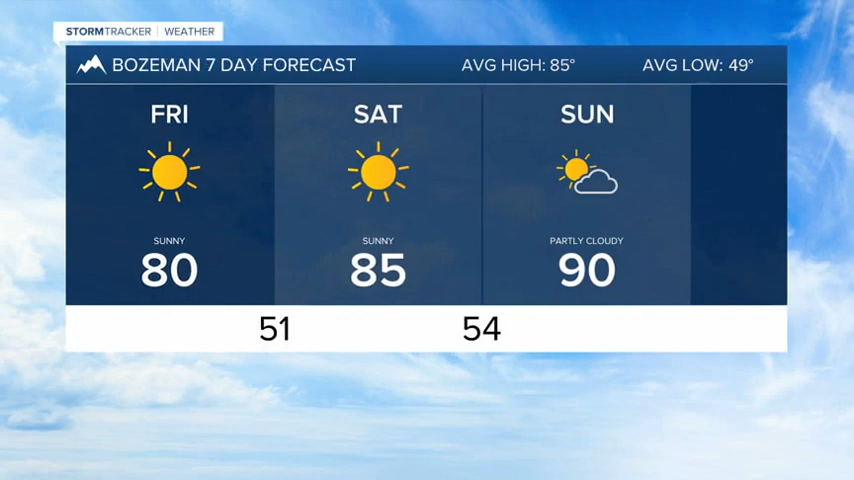 STORMTRACKER | WEATHER
BOZEMAN 7 DAY FORECAST AVG HIGH: 85° AVG LOW: 49°
FRI SAT SUN
SUNNY SUNNY PARTLY CLOUDY
80 85 90
51 54